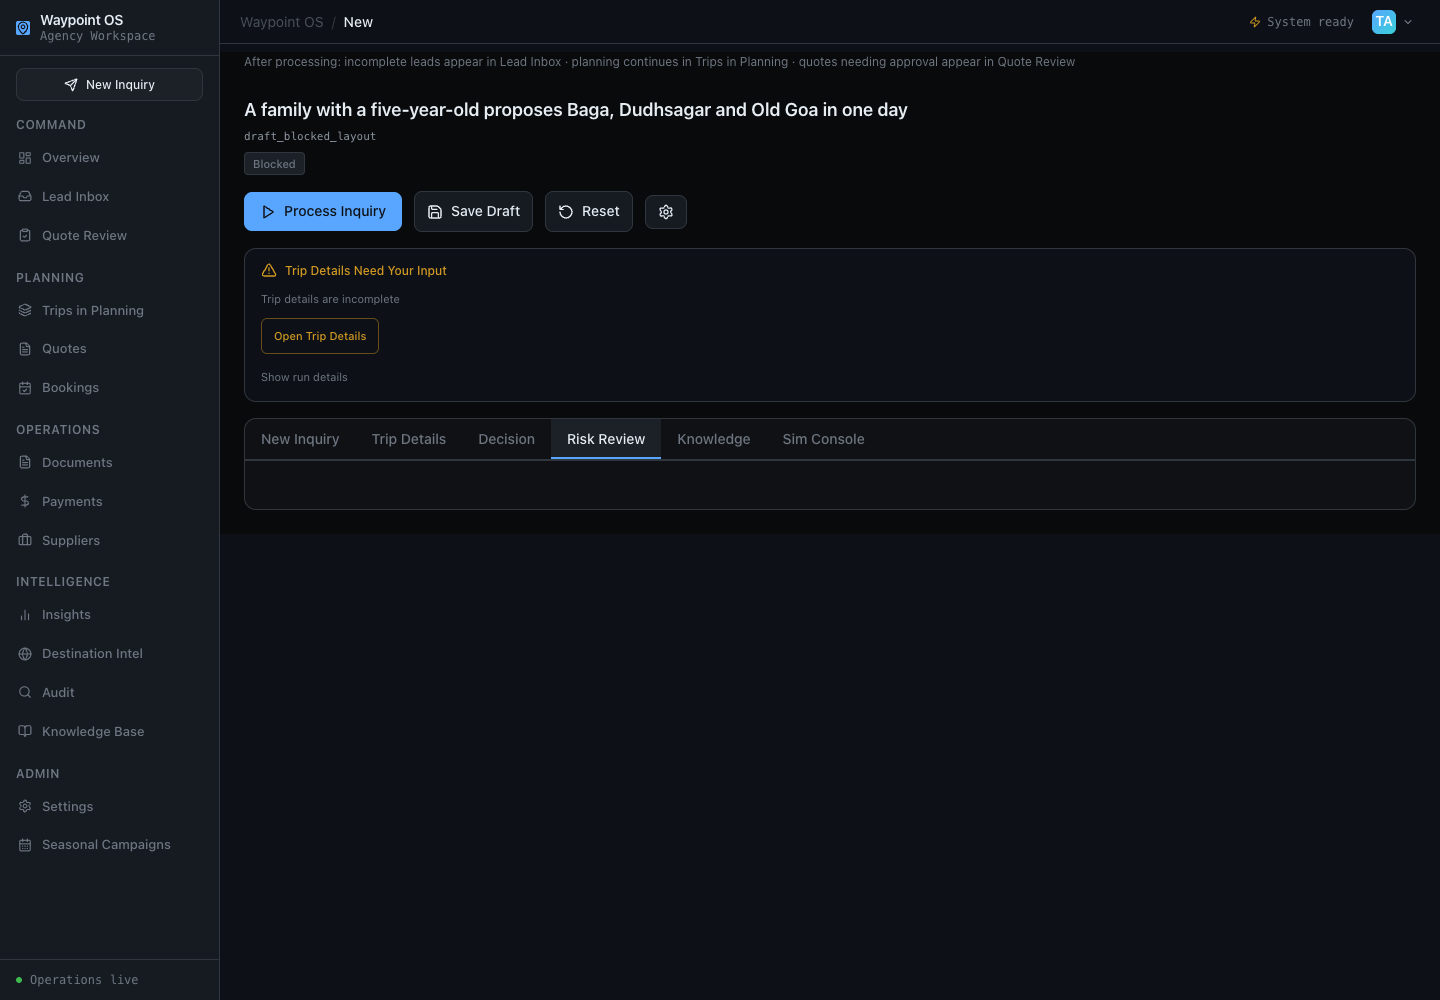 Waypoint OS
Agency Workspace
New Inquiry
COMMAND
Overview
Lead Inbox
Quote Review
PLANNING
Trips in Planning
Quotes
Bookings
OPERATIONS
Documents
Payments
Suppliers
INTELLIGENCE
Insights
Destination Intel
Audit
Knowledge Base
ADMIN
Settings
Seasonal Campaigns
Operations live
Waypoint OS / New
System ready
TA
After processing: incomplete leads appear in Lead Inbox · planning continues in Trips in Planning · quotes needing approval appear in Quote Review
A family with a five-year-old proposes Baga, Dudhsagar and Old Goa in one day
draft_blocked_layout
Blocked
Process Inquiry
Save Draft
Reset
Trip Details Need Your Input
Trip details are incomplete
Open Trip Details
Show run details
New Inquiry
Trip Details
Decision
Risk Review
Knowledge
Sim Console